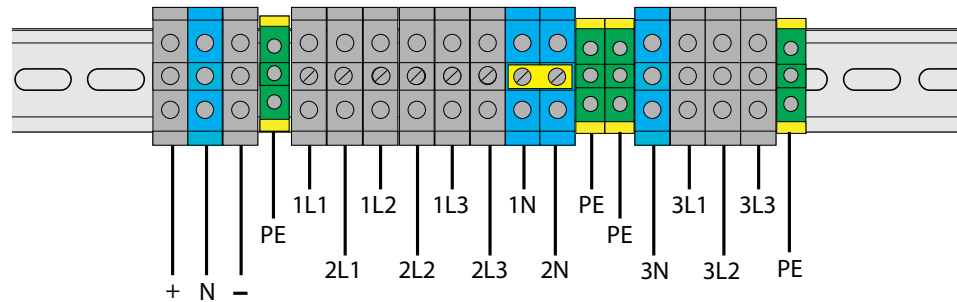 1L1 1L2 1L3 1N PE 3L1 3L3
PE PE
2L1 2L2 2L3 2N 3N 3L2 PE
+ N –